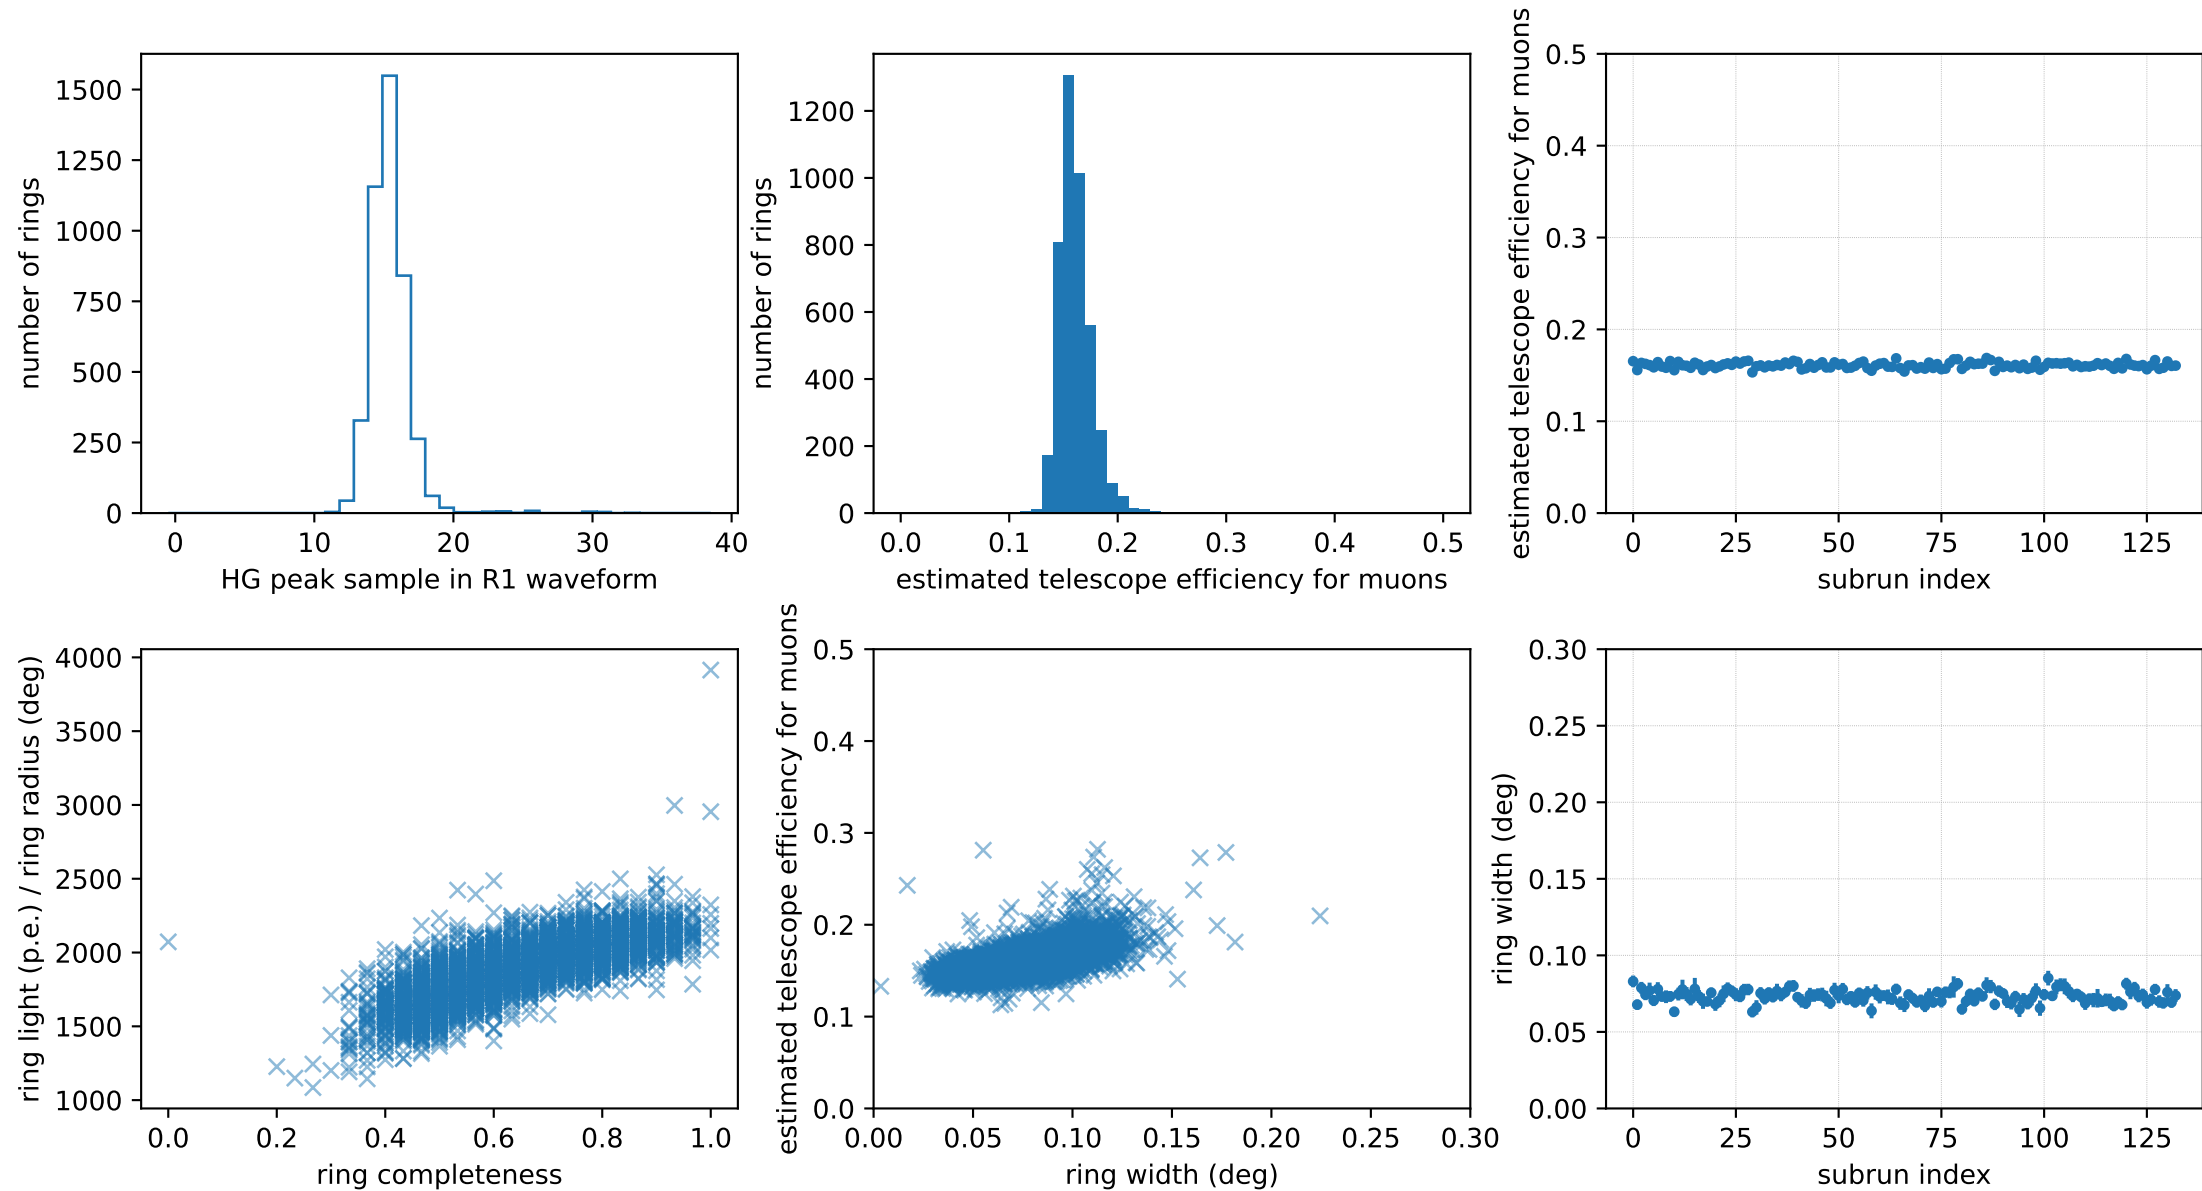 1500
1250
1000
750
500
250
0
number of rings
0 10 20 30 40
HG peak sample in R1 waveform
1200
1000
800
600
400
200
0
number of rings
0.0 0.1 0.2 0.3 0.4 0.5
estimated telescope efficiency for muons
0.5
0.4
0.3
0.2
0.1
0.0
estimated telescope efficiency for muons
0 25 50 75 100 125
subrun index
4000
3500
3000
2500
2000
1500
1000
ring light (p.e.) / ring radius (deg)
0.0 0.2 0.4 0.6 0.8 1.0
ring completeness
0.5
0.4
0.3
0.2
0.1
0.0
estimated telescope efficiency for muons
0.00 0.05 0.10 0.15 0.20 0.25 0.30
ring width (deg)
0.30
0.25
0.20
0.15
0.10
0.05
0.00
ring width (deg)
0 25 50 75 100 125
subrun index